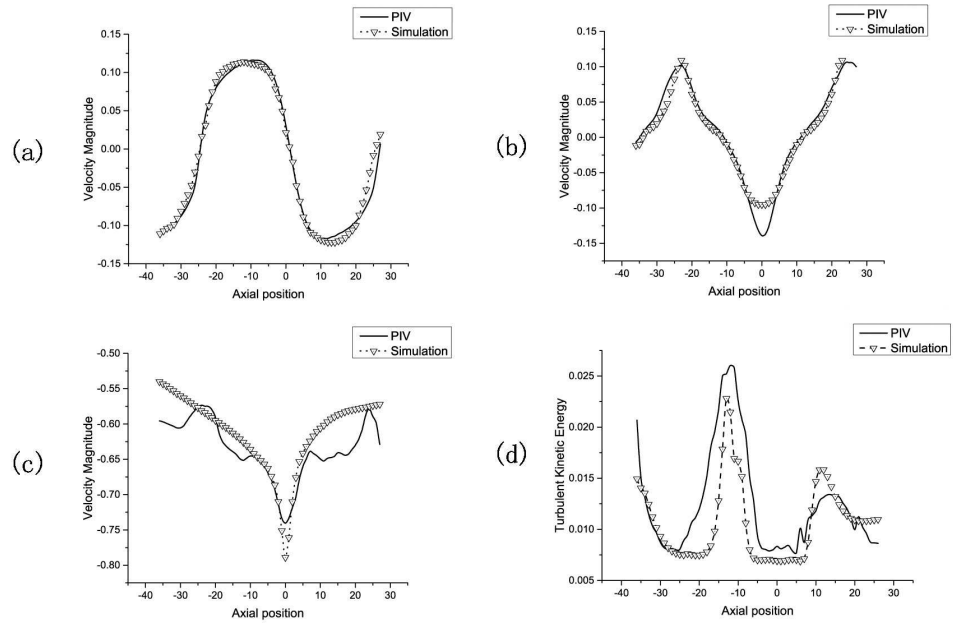 (a)
PIV
Simulation
Velocity Magnitude
0.15
0.10
0.05
0.00
-0.05
-0.10
-0.15
-40 -30 -20 -10 0 10 20 30
Axial position
(b)
PIV
Simulation
Velocity Magnitude
0.15
0.10
0.05
0.00
-0.05
-0.10
-0.15
-40 -30 -20 -10 0 10 20 30
Axial position
(c)
PIV
Simulation
Velocity Magnitude
-0.50
-0.55
-0.60
-0.65
-0.70
-0.75
-0.80
-40 -30 -20 -10 0 10 20 30
Axial position
(d)
PIV
Simulation
Turbulent Kinetic Energy
0.025
0.020
0.015
0.010
0.005
-40 -30 -20 -10 0 10 20 30
Axial position